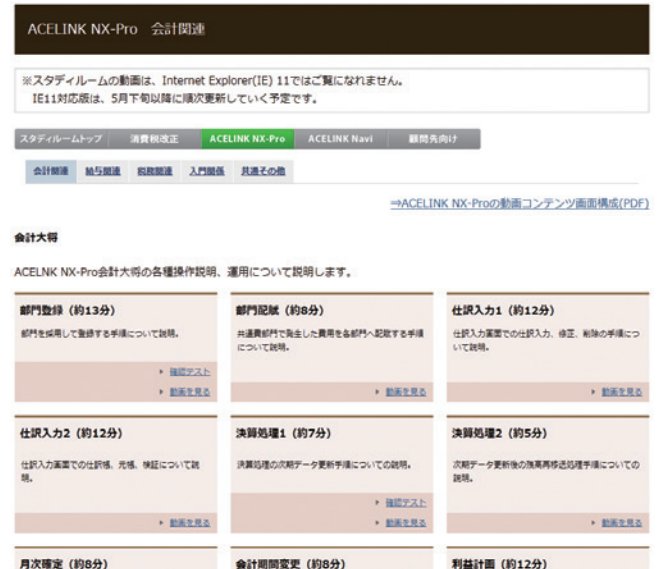 ACELINK NX-Pro 会計関連
※スタディルームの動画は、Internet Explorer(IE) 11ではご覧になれません。
IE11対応版は、5月下旬以降に順次更新していく予定です。
スタディルームトップ 消費税改正 ACELINK NX-Pro ACELINK Navi 顧問先向け
会計関連 給与関連 税務関連 入門関係 共通その他
⇒ACELINK NX-Proの動画コンテンツ画面構成(PDF)
会計大将
ACELNK NX-Pro会計大将の各種操作説明、運用について説明します。
部門登録（約13分）
部門を採用して登録する手順について説明。
▸ 確認テスト
▸ 動画を見る
部門配賦（約8分）
共通費部門で発生した費用を各部門へ配賦する手順
について説明。
▸ 動画を見る
仕訳入力1（約12分）
仕訳入力画面での仕訳入力、修正、削除の手順につ
いて説明。
▸ 動画を見る
仕訳入力2（約12分）
仕訳入力画面での仕訳帳、元帳、検証について説
明。
▸ 動画を見る
決算処理1（約7分）
決算処理の次期データ更新手順についての説明。
▸ 確認テスト
▸ 動画を見る
決算処理2（約5分）
次期データ更新後の残高再移送処理手順についての
説明。
▸ 動画を見る
月次確定（約8分）
会計期間変更（約8分）
利益計画（約12分）